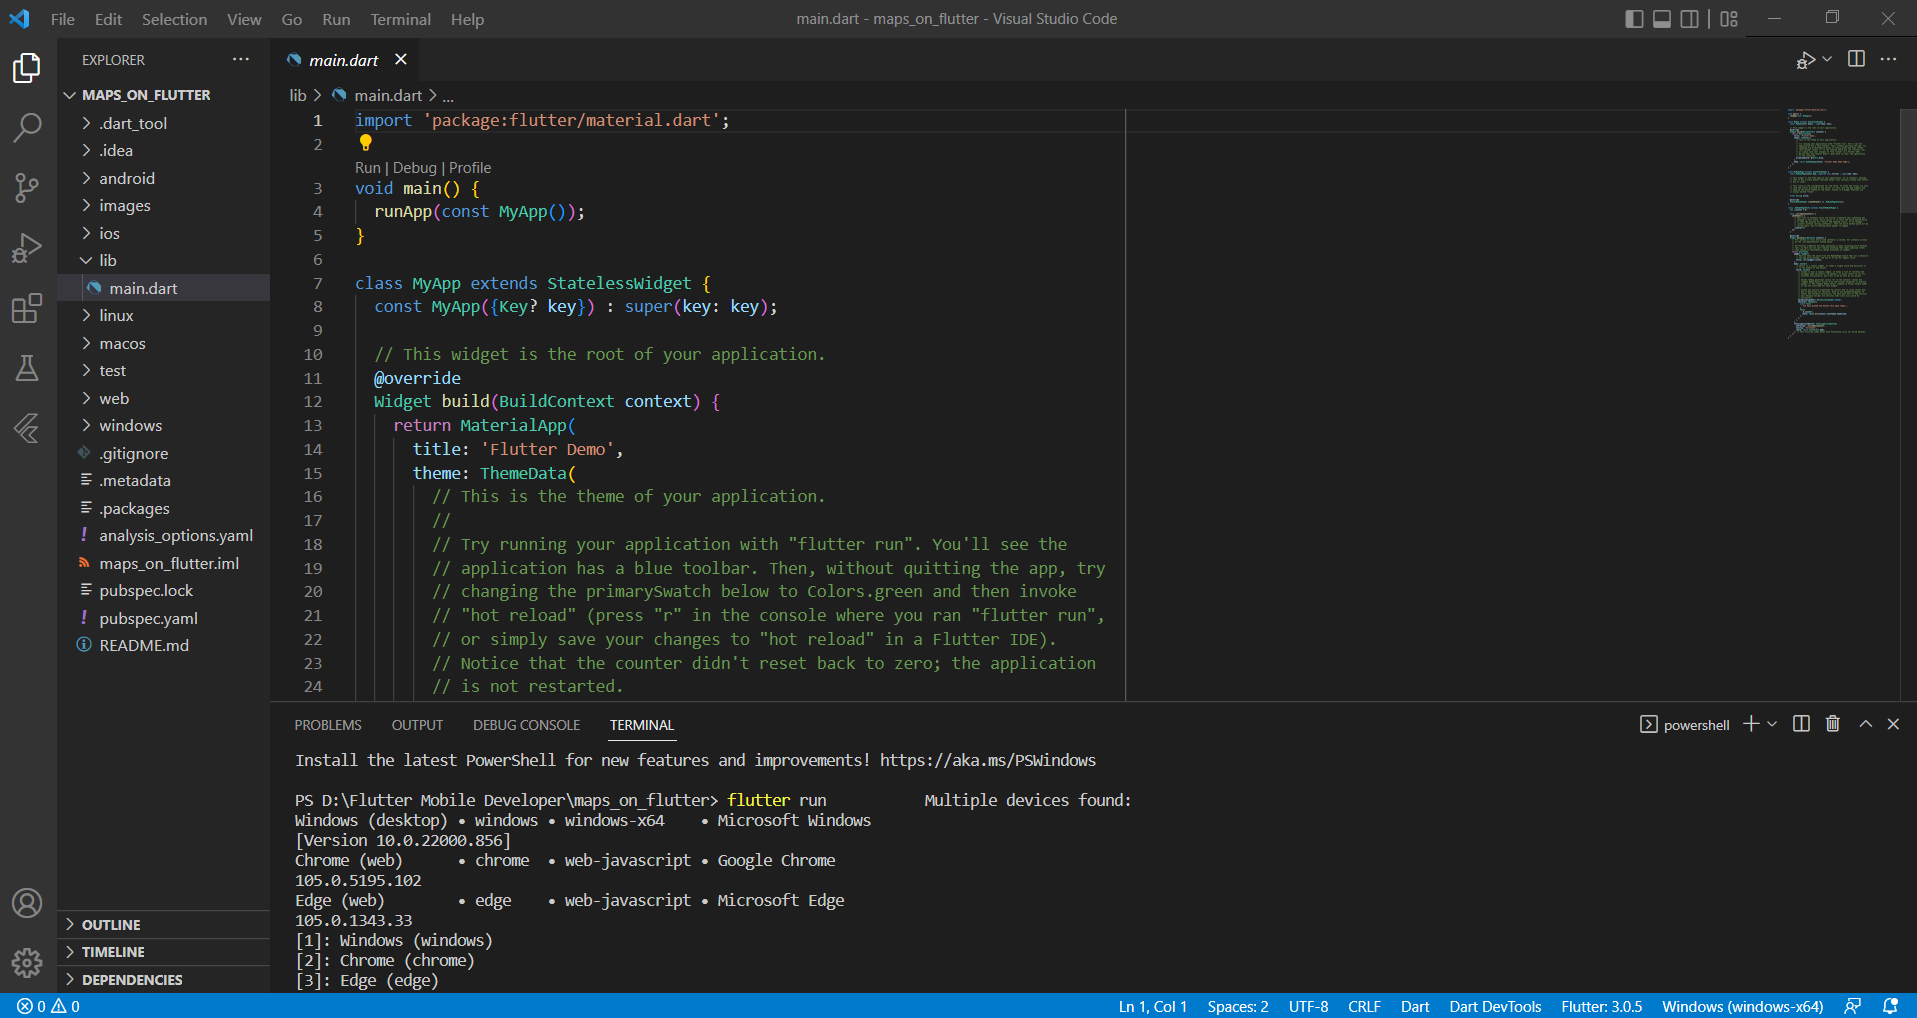 File Edit Selection View Go Run Terminal Help
main.dart - maps_on_flutter - Visual Studio Code
EXPLORER
MAPS_ON_FLUTTER
.dart_tool
.idea
android
images
ios
lib
main.dart
linux
macos
test
web
windows
.gitignore
.metadata
.packages
analysis_options.yaml
maps_on_flutter.iml
pubspec.lock
pubspec.yaml
README.md
OUTLINE
TIMELINE
DEPENDENCIES
main.dart
lib > main.dart > ...
1 import 'package:flutter/material.dart';
2
Run | Debug | Profile
3 void main() {
4 runApp(const MyApp());
5 }
6
7 class MyApp extends StatelessWidget {
8 const MyApp({Key? key}) : super(key: key);
9
10 // This widget is the root of your application.
11 @override
12 Widget build(BuildContext context) {
13 return MaterialApp(
14 title: 'Flutter Demo',
15 theme: ThemeData(
16 // This is the theme of your application.
17 //
18 // Try running your application with "flutter run". You'll see the
19 // application has a blue toolbar. Then, without quitting the app, try
20 // changing the primarySwatch below to Colors.green and then invoke
21 // "hot reload" (press "r" in the console where you ran "flutter run",
22 // or simply save your changes to "hot reload" in a Flutter IDE).
23 // Notice that the counter didn't reset back to zero; the application
24 // is not restarted.
PROBLEMS OUTPUT DEBUG CONSOLE TERMINAL
powershell
Install the latest PowerShell for new features and improvements! https://aka.ms/PSWindows
PS D:\Flutter Mobile Developer\maps_on_flutter> flutter run Multiple devices found:
Windows (desktop) • windows • windows-x64 • Microsoft Windows
[Version 10.0.22000.856]
Chrome (web) • chrome • web-javascript • Google Chrome
105.0.5195.102
Edge (web) • edge • web-javascript • Microsoft Edge
105.0.1343.33
[1]: Windows (windows)
[2]: Chrome (chrome)
[3]: Edge (edge)
0 0
Ln 1, Col 1 Spaces: 2 UTF-8 CRLF Dart Dart DevTools Flutter: 3.0.5 Windows (windows-x64)